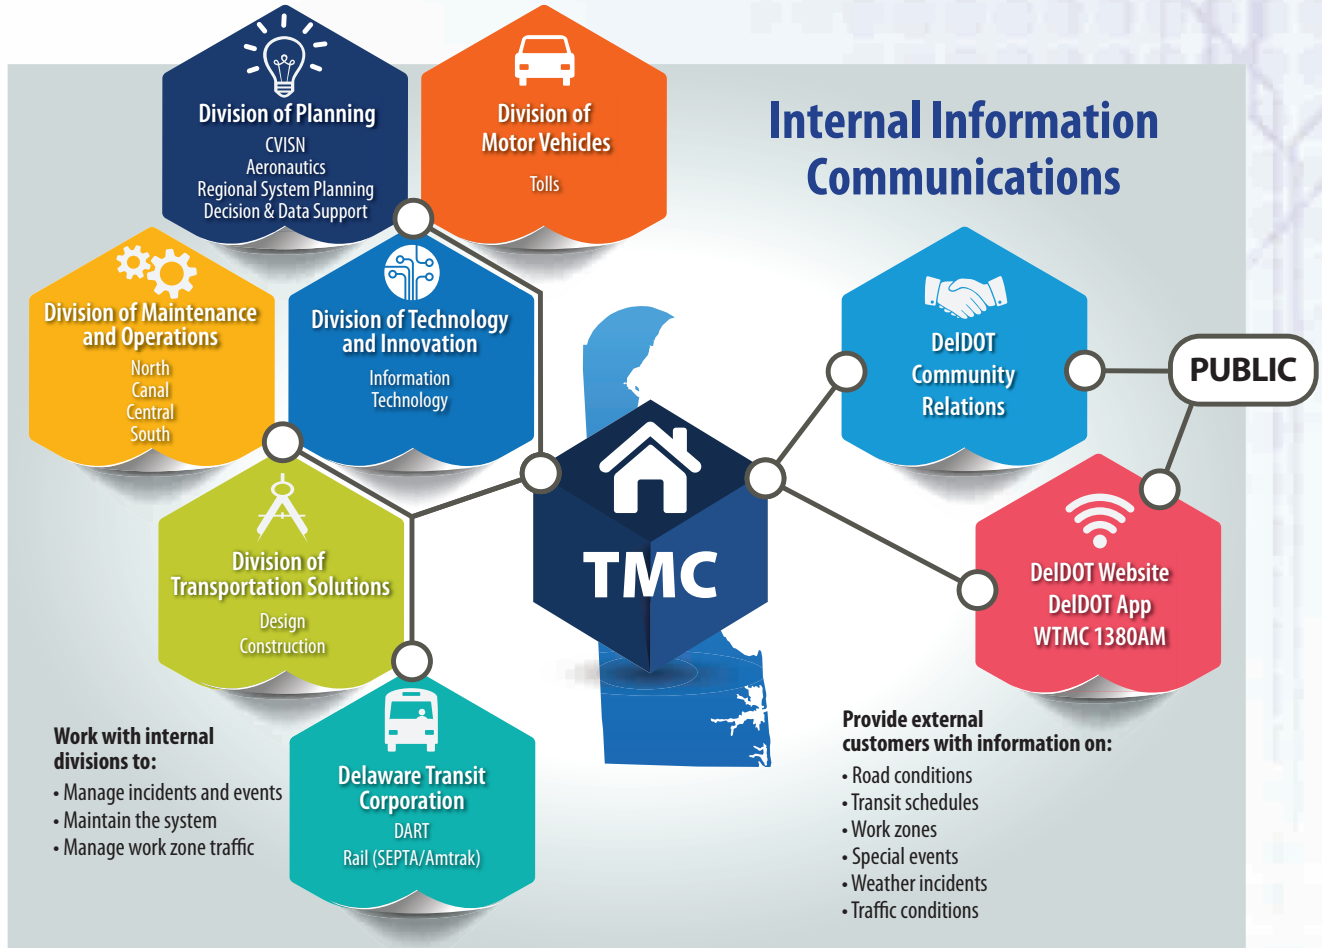 Internal Information
Communications
Division of Planning
CVISN
Aeronautics
Regional System Planning
Decision & Data Support
Division of
Motor Vehicles
Tolls
Division of Maintenance
and Operations
North
Canal
Central
South
Division of Technology
and Innovation
Information
Technology
Division of
Transportation Solutions
Design
Construction
Delaware Transit
Corporation
DART
Rail (SEPTA/Amtrak)
TMC
DelDOT
Community
Relations
PUBLIC
DelDOT Website
DelDOT App
WTMC 1380AM
Work with internal
divisions to:
• Manage incidents and events
• Maintain the system
• Manage work zone traffic
Provide external
customers with information on:
• Road conditions
• Transit schedules
• Work zones
• Special events
• Weather incidents
• Traffic conditions